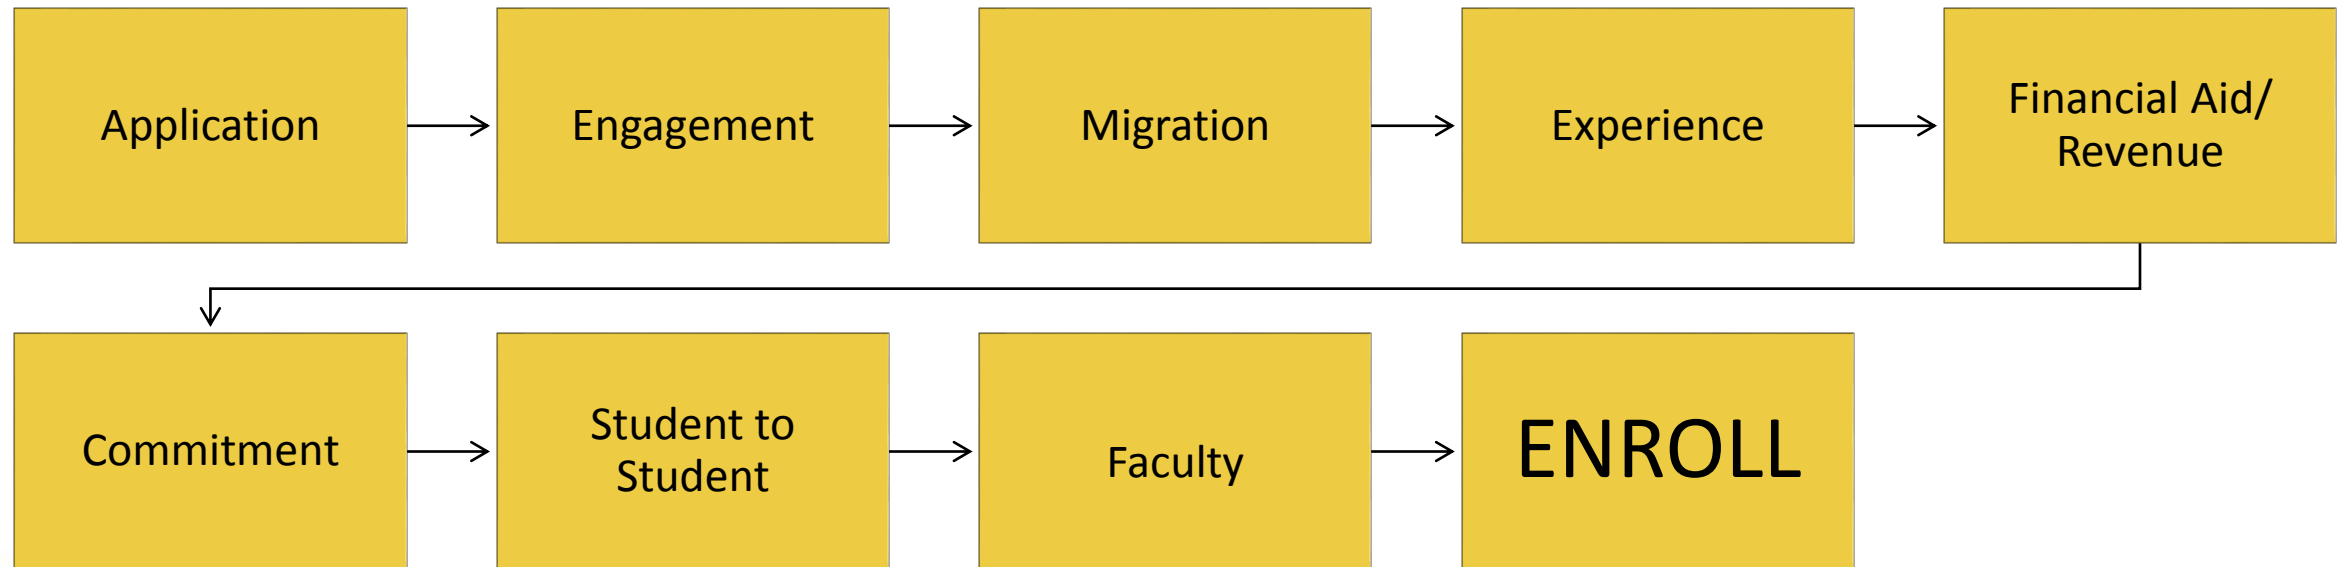 Application
Engagement
Migration
Experience
Financial Aid/
Revenue
Commitment
Student to
Student
Faculty
ENROLL